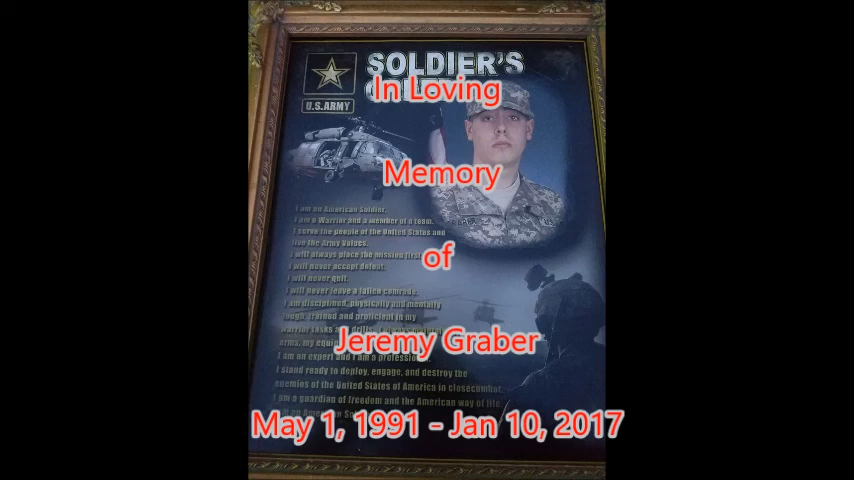 SOLDIER'S
In Loving
U.S. ARMY
Memory
I am an American Soldier.
I am a Warrior and a member of a team.
I serve the people of the United States and
live the Army Values.
I will always place the mission first
of
I will never accept defeat.
I will never quit.
I will never leave a fallen comrade.
I am disciplined, physically and mentally
tough, trained and proficient in my
warrior tasks
Jeremy Graber
arms, my
I am an expert and I am a
I stand ready to deploy, engage, and destroy the
enemies of the United States of America in closecombat.
I am a guardian of freedom and the American way of life.
May 1, 1991 - Jan 10, 2017